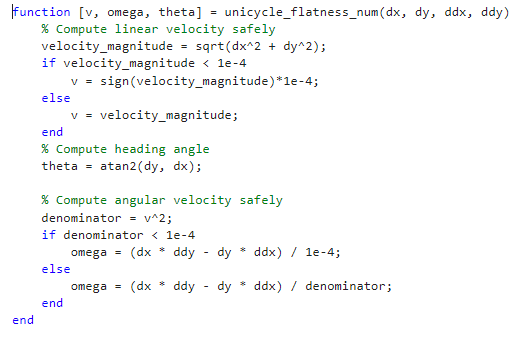 function [v, omega, theta] = unicycle_flatness_num(dx, dy, ddx, ddy)
% Compute linear velocity safely
velocity_magnitude = sqrt(dx^2 + dy^2);
if velocity_magnitude < 1e-4
v = sign(velocity_magnitude)*1e-4;
else
v = velocity_magnitude;
end
% Compute heading angle
theta = atan2(dy, dx);
% Compute angular velocity safely
denominator = v^2;
if denominator < 1e-4
omega = (dx * ddy - dy * ddx) / 1e-4;
else
omega = (dx * ddy - dy * ddx) / denominator;
end
end